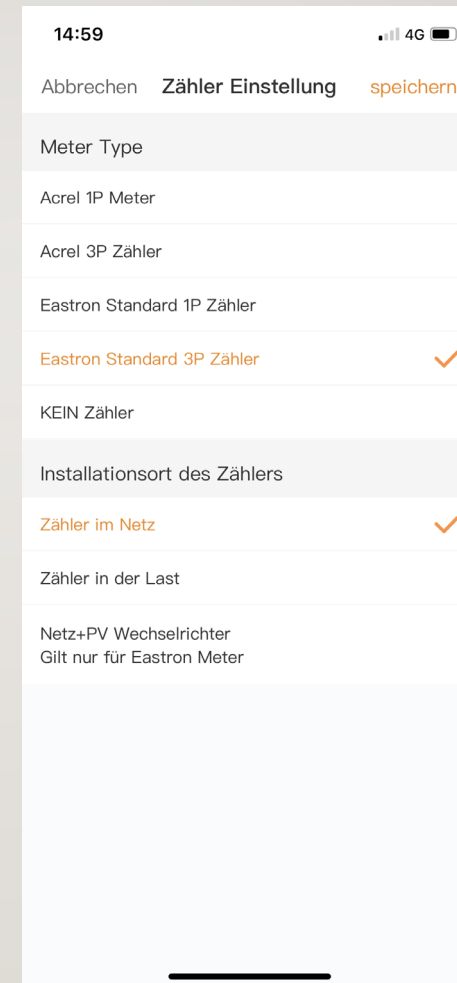 14:59
4G
Abbrechen Zähler Einstellung speichern
Meter Type
Acrel 1P Meter
Acrel 3P Zähler
Eastron Standard 1P Zähler
Eastron Standard 3P Zähler
KEIN Zähler
Installationsort des Zählers
Zähler im Netz
Zähler in der Last
Netz+PV Wechselrichter
Gilt nur für Eastron Meter